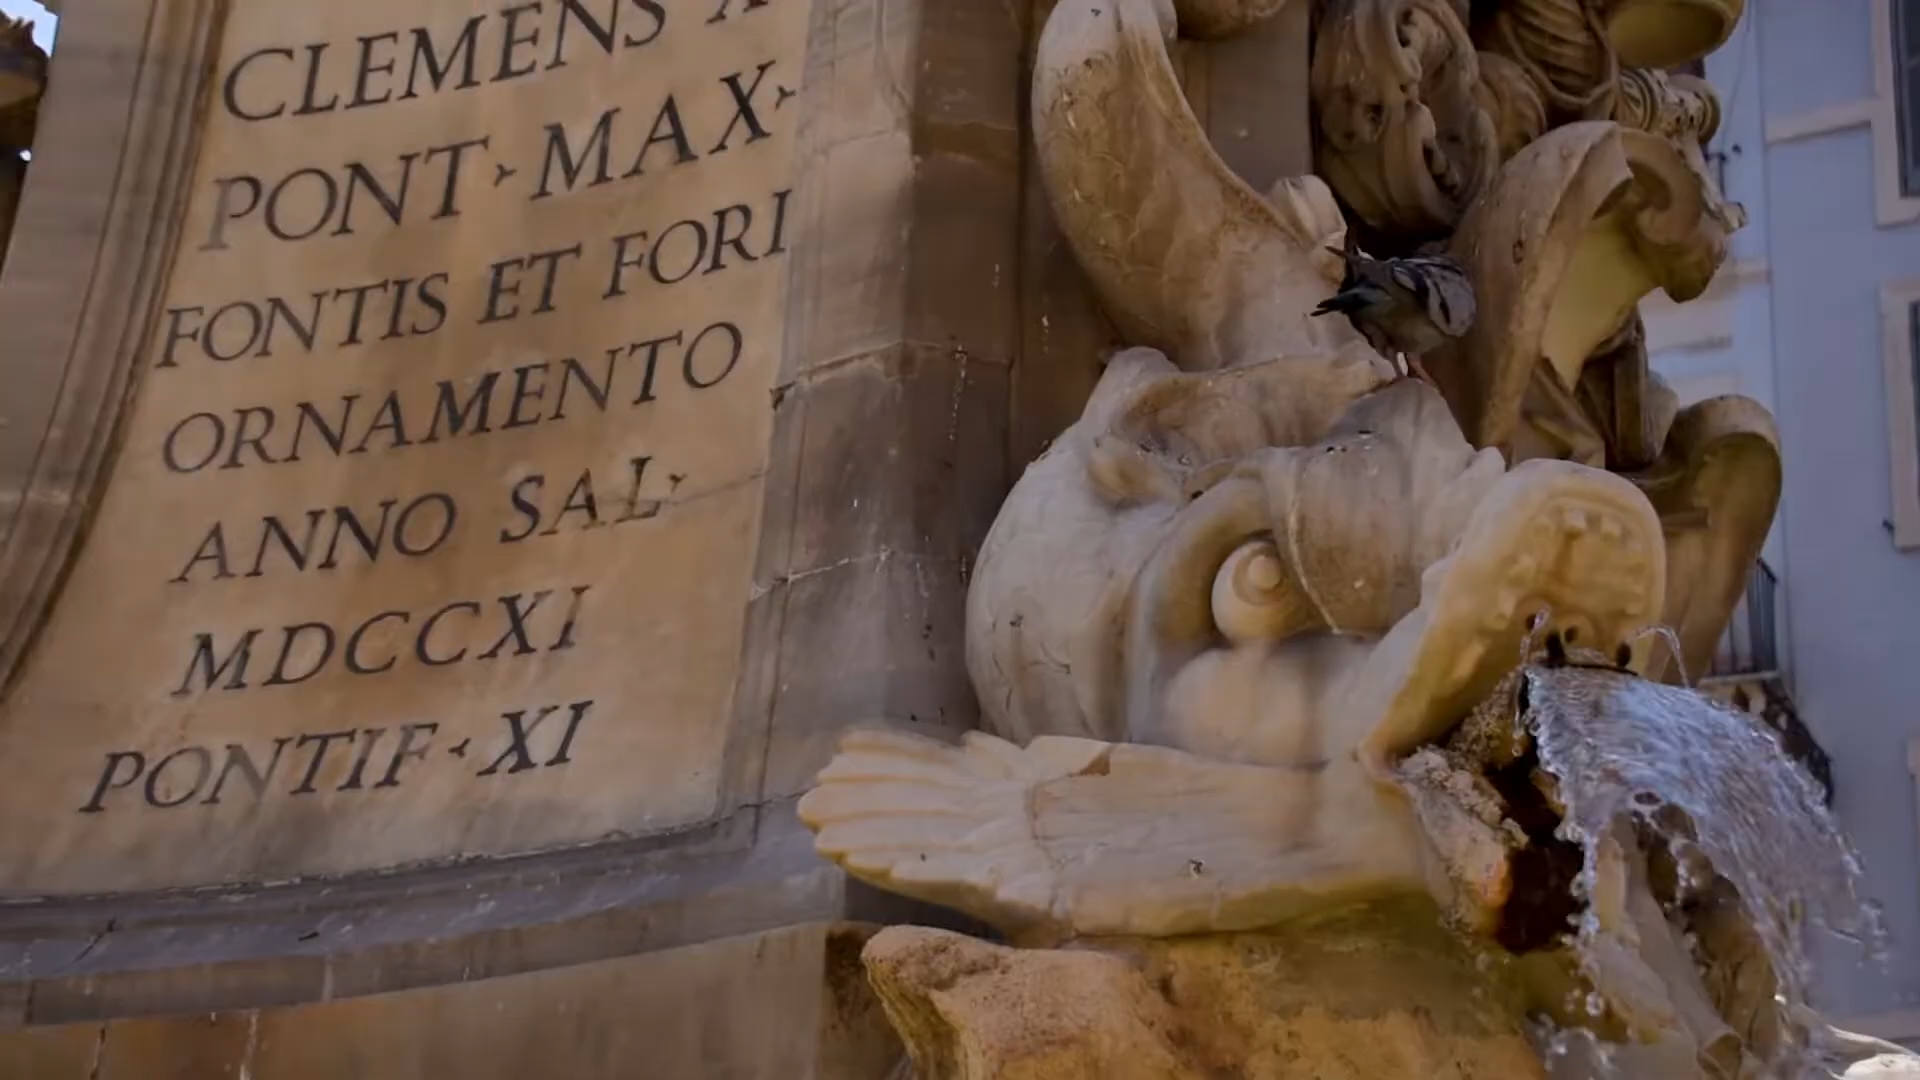 CLEMENS X
PONT · MAX ·
FONTIS ET FORI
ORNAMENTO
ANNO SAL ·
MDCCXI
PONTIF · XI